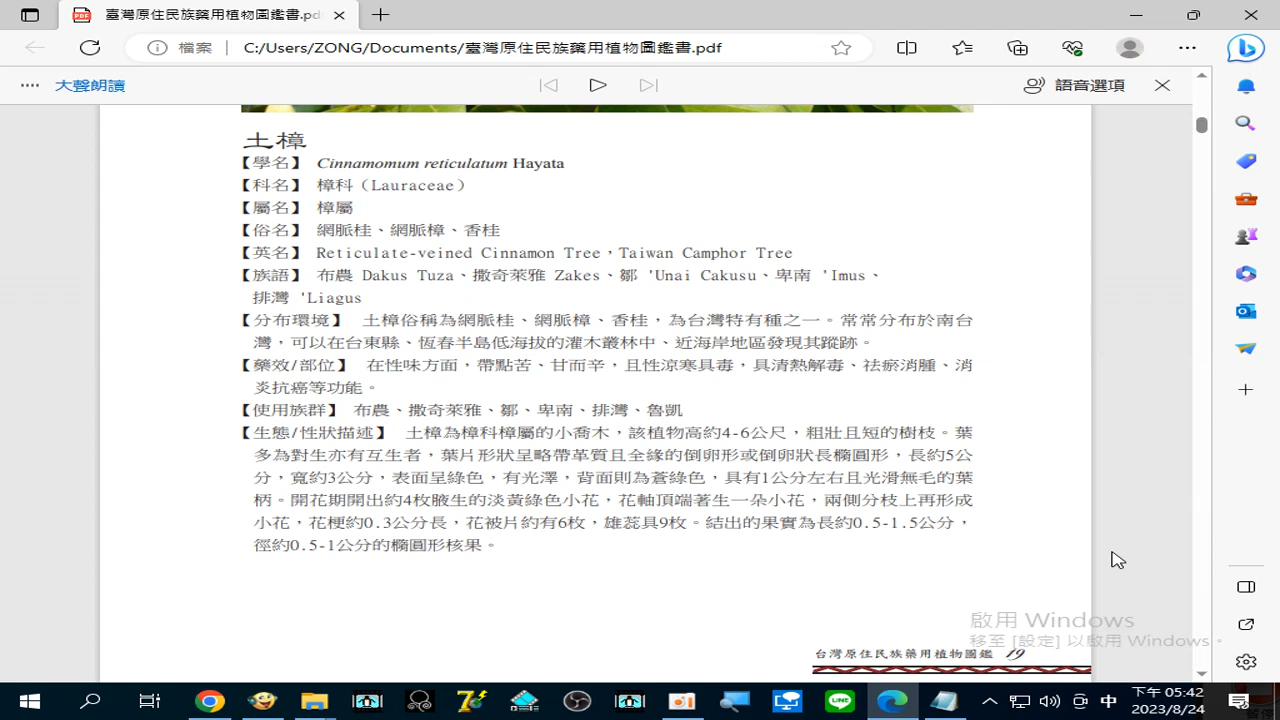 臺灣原住民族藥用植物圖鑑書.pdf
檔案 C:/Users/ZONG/Documents/臺灣原住民族藥用植物圖鑑書.pdf
大聲朗讀
語音選項
土樟
【學名】 Cinnamomum reticulatum Hayata
【科名】 樟科（Lauraceae）
【屬名】 樟屬
【俗名】 網脈桂、網脈樟、香桂
【英名】 Reticulate-veined Cinnamon Tree，Taiwan Camphor Tree
【族語】 布農 Dakus Tuza、撒奇萊雅 Zakes、鄒 'Unai Cakusu、卑南 'Imus、
排灣 'Liagus
【分布環境】 土樟俗稱為網脈桂、網脈樟、香桂，為台灣特有種之一。常常分布於南台
灣，可以在台東縣、恆春半島低海拔的灌木叢林中、近海岸地區發現其蹤跡。
【藥效/部位】 在性味方面，帶點苦、甘而辛，且性涼寒具毒，具清熱解毒、祛瘀消腫、消
炎抗癌等功能。
【使用族群】 布農、撒奇萊雅、鄒、卑南、排灣、魯凱
【生態/性狀描述】 土樟為樟科樟屬的小喬木，該植物高約4-6公尺，粗壯且短的樹枝。葉
多為對生亦有互生者，葉片形狀呈略帶革質且全緣的倒卵形或倒卵狀長橢圓形，長約5公
分，寬約3公分，表面呈綠色，有光澤，背面則為蒼綠色，具有1公分左右且光滑無毛的葉
柄。開花期開出約4枚腋生的淡黃綠色小花，花軸頂端著生一朵小花，兩側分枝上再形成
小花，花梗約0.3公分長，花被片約有6枚，雄蕊具9枚。結出的果實為長約0.5-1.5公分，
徑約0.5-1公分的橢圓形核果。
啟用 Windows
移至 [設定] 以啟用 Windows。
台灣原住民族藥用植物圖鑑 19
中
下午 05:42
2023/8/24